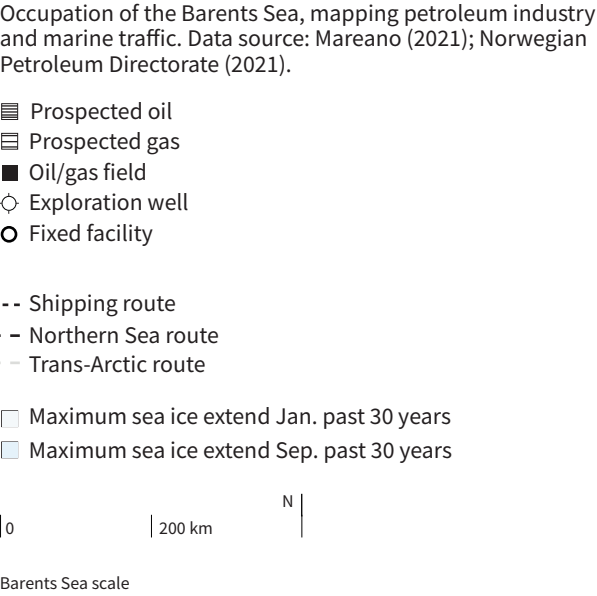 Occupation of the Barents Sea, mapping petroleum industry
and marine traffic. Data source: Mareano (2021); Norwegian
Petroleum Directorate (2021).
Prospected oil
Prospected gas
Oil/gas field
Exploration well
Fixed facility
Shipping route
Northern Sea route
Trans-Arctic route
Maximum sea ice extend Jan. past 30 years
Maximum sea ice extend Sep. past 30 years
N
0 200 km
Barents Sea scale